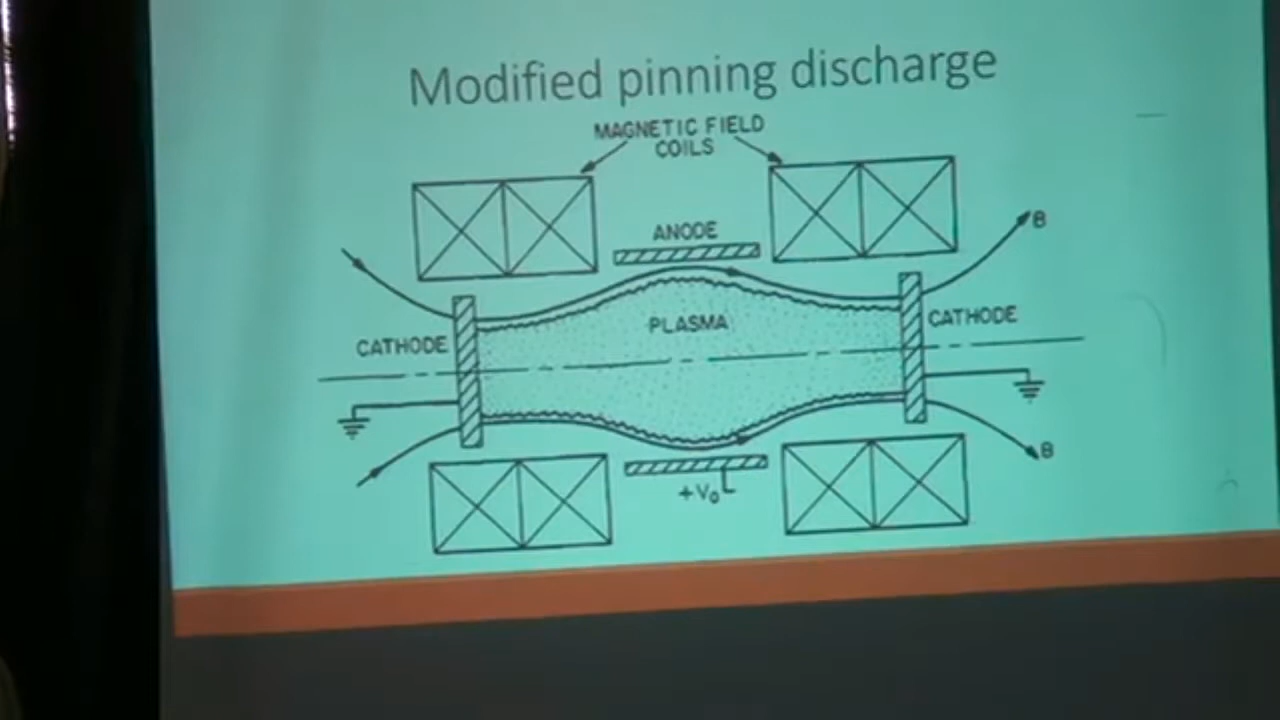 Modified pinning discharge
MAGNETIC FIELD
COILS
ANODE
B
PLASMA
CATHODE
CATHODE
B
+V₀